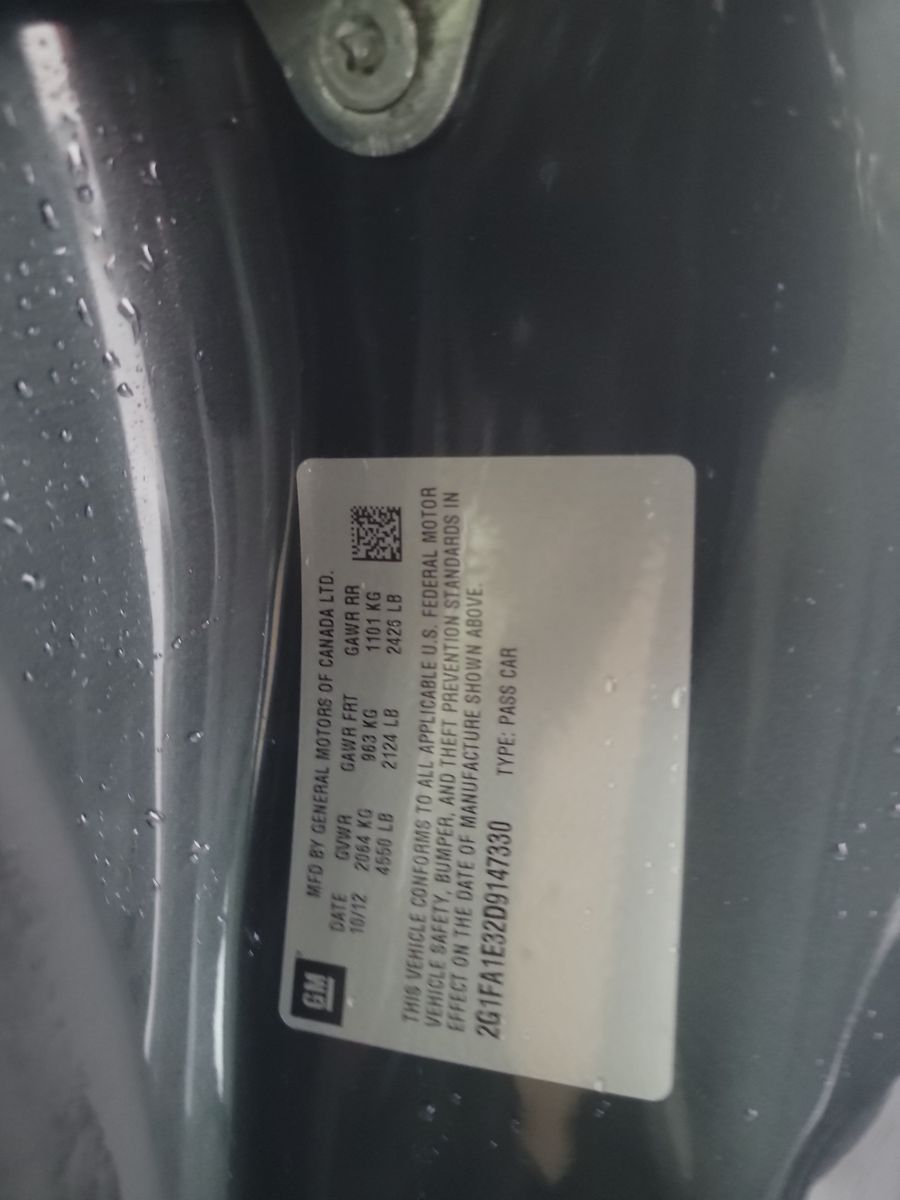 GM
MFD BY GENERAL MOTORS OF CANADA LTD.
DATE GVWR GAWR FRT GAWR RR
10/12 2064 KG 963 KG 1101 KG
4550 LB 2124 LB 2426 LB
THIS VEHICLE CONFORMS TO ALL APPLICABLE U.S. FEDERAL MOTOR
VEHICLE SAFETY, BUMPER, AND THEFT PREVENTION STANDARDS IN
EFFECT ON THE DATE OF MANUFACTURE SHOWN ABOVE.
2G1FA1E32D9147330 TYPE: PASS CAR